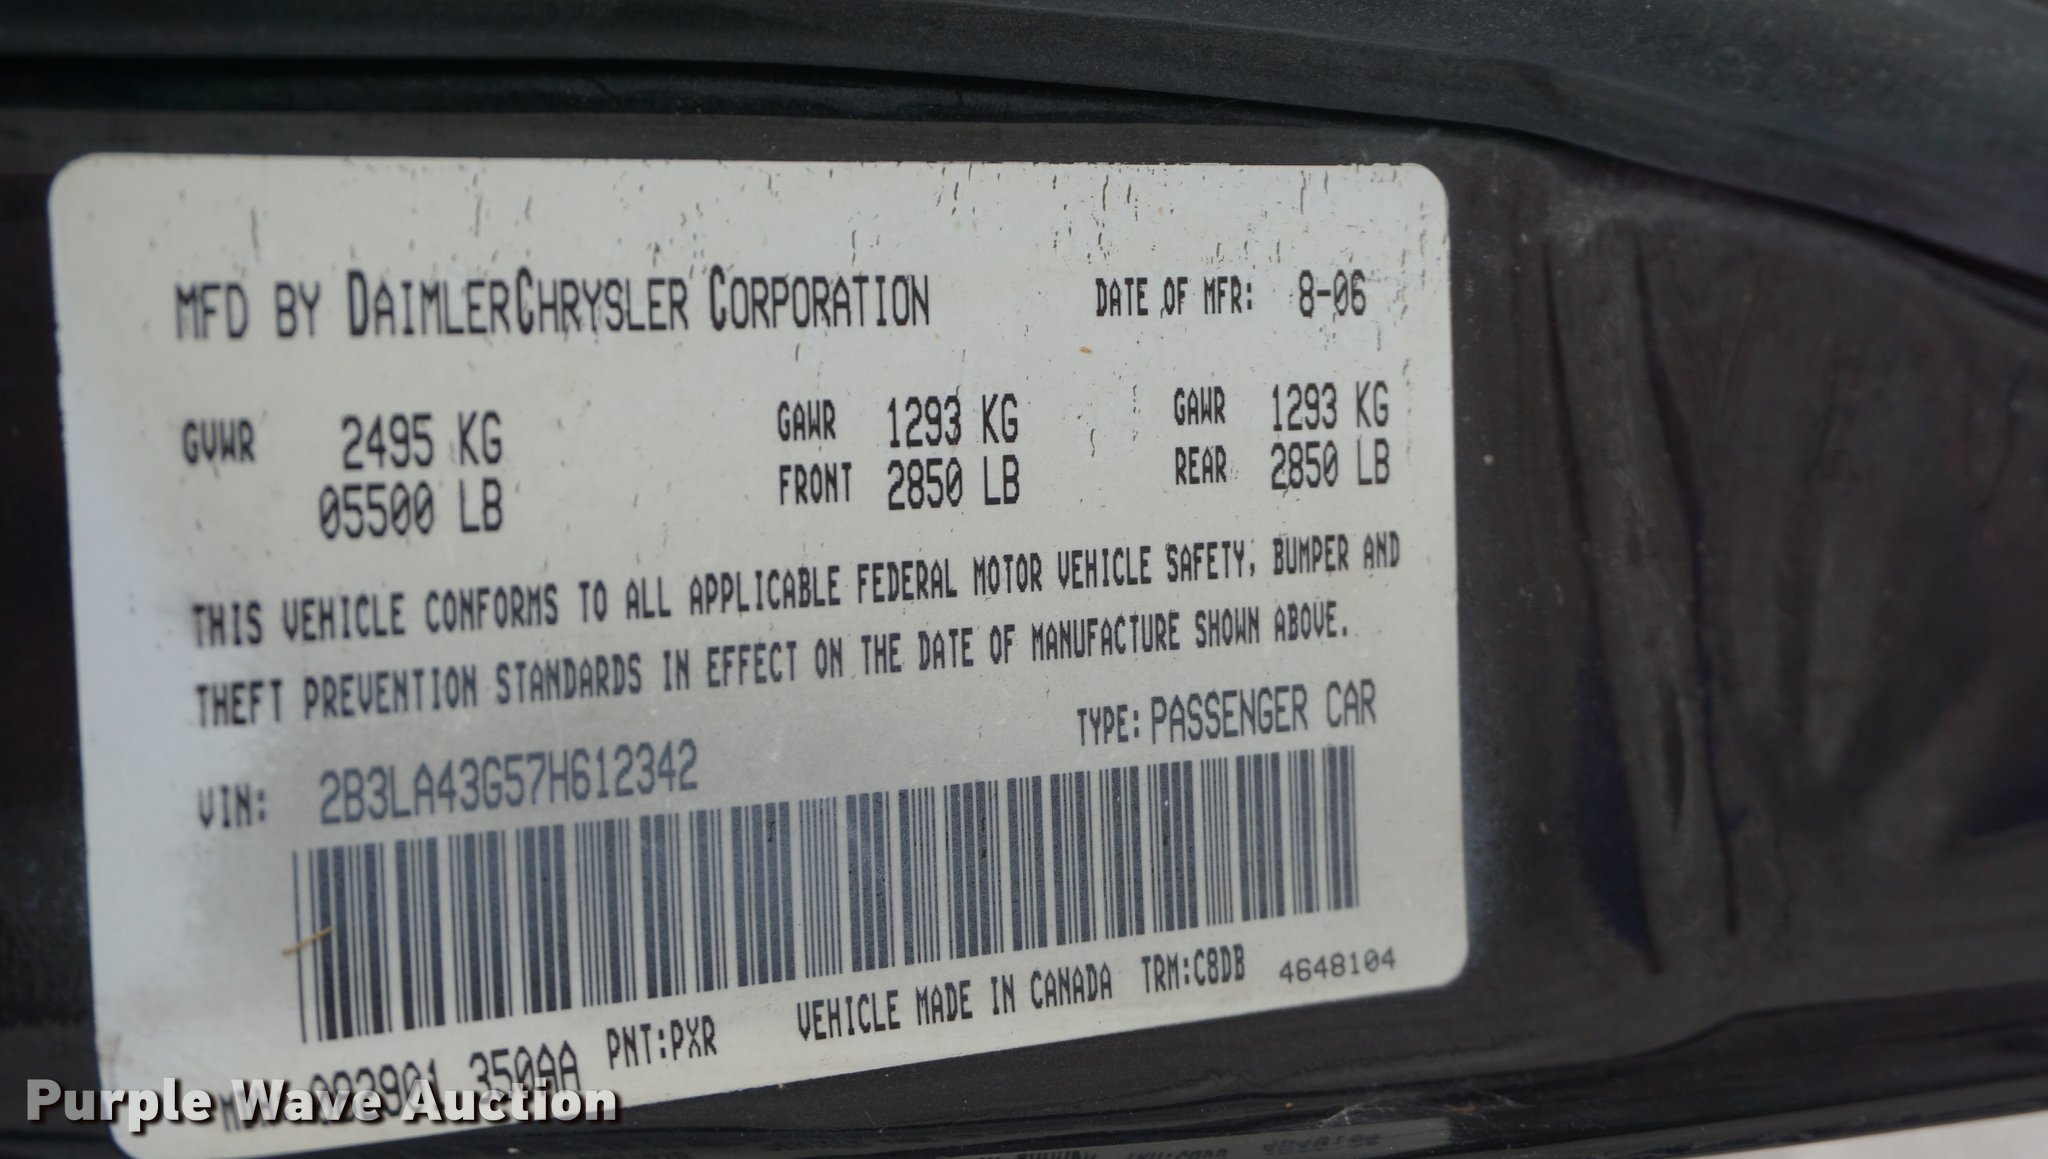 MFD BY DAIMLERCHRYSLER CORPORATION DATE OF MFR: 8-06
GVWR 2495 KG GAWR 1293 KG GAWR 1293 KG
05500 LB FRONT 2850 LB REAR 2850 LB
THIS VEHICLE CONFORMS TO ALL APPLICABLE FEDERAL MOTOR VEHICLE SAFETY, BUMPER AND
THEFT PREVENTION STANDARDS IN EFFECT ON THE DATE OF MANUFACTURE SHOWN ABOVE.
VIN: 2B3LA43G57H612342 TYPE: PASSENGER CAR
350AA PNT:PXR VEHICLE MADE IN CANADA TRM:C8DB 4648104
Purple Wave Auction